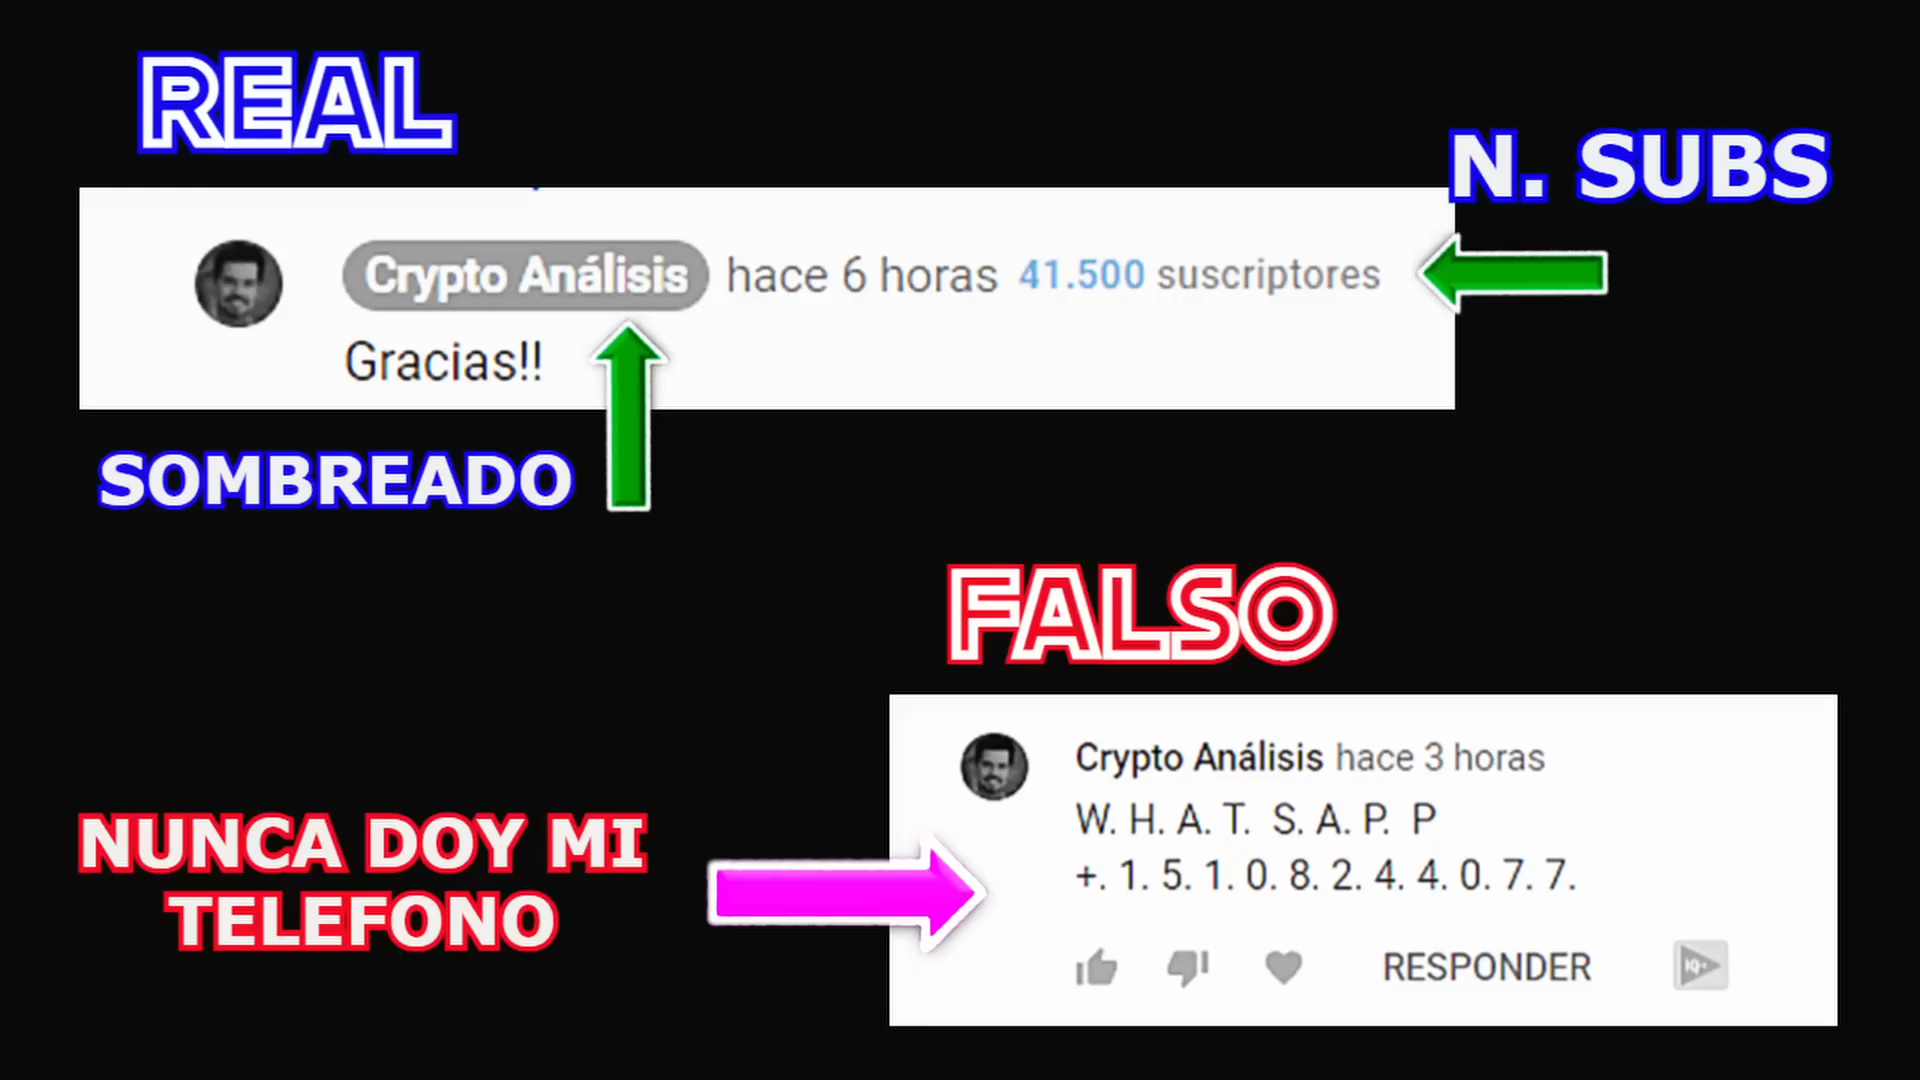 REAL
N. SUBS
Crypto Análisis hace 6 horas 41.500 suscriptores
Gracias!!
SOMBREADO
FALSO
Crypto Análisis hace 3 horas
W. H. A. T.  S. A. P.  P
+. 1. 5. 1. 0. 8. 2. 4. 4. 0. 7. 7.
NUNCA DOY MI
TELEFONO
RESPONDER
IQ+